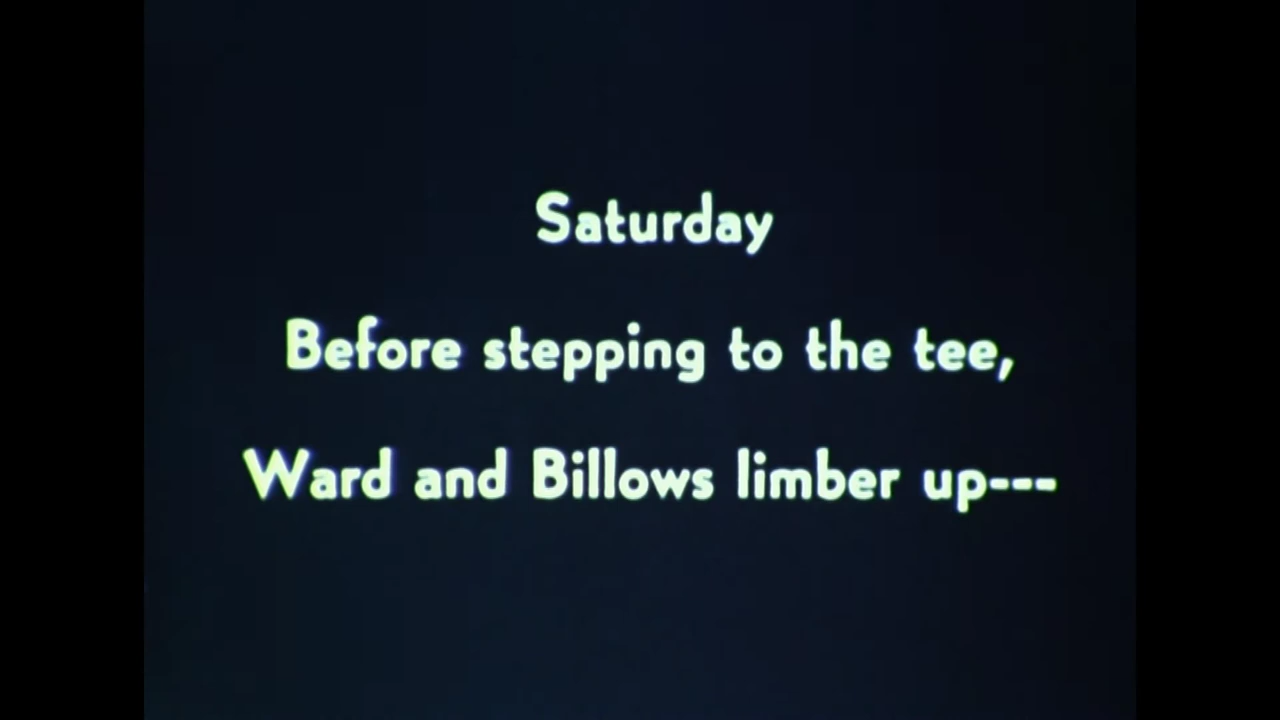 Saturday
Before stepping to the tee,
Ward and Billows limber up---